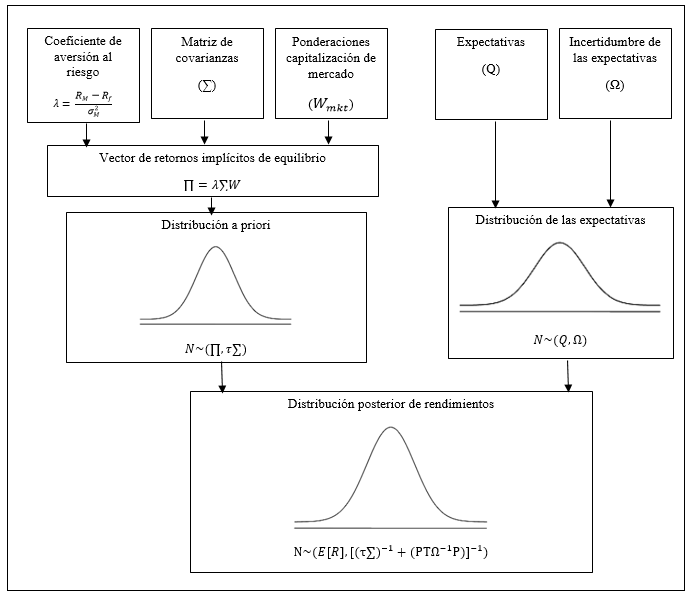 Coeficiente de
aversión al
riesgo
λ = (R_M − R_f) / σ²_M
Matriz de
covarianzas
(∑)
Ponderaciones
capitalización de
mercado
(W_mkt)
Expectativas
(Q)
Incertidumbre de
las expectativas
(Ω)
Vector de retornos implícitos de equilibrio
∏ = λ∑W
Distribución a priori
N~(∏, τ∑)
Distribución de las expectativas
N~(Q, Ω)
Distribución posterior de rendimientos
N~(E[R], [(τ∑)⁻¹ + (PTΩ⁻¹P)]⁻¹)